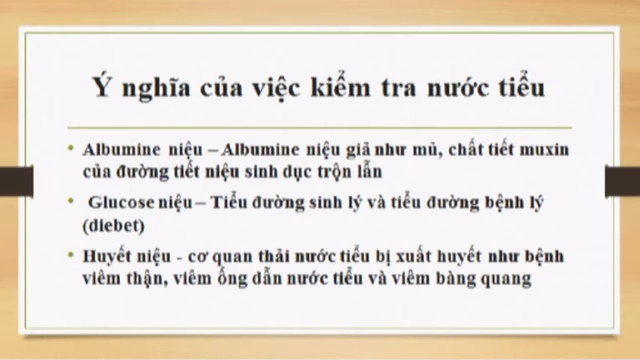 Ý nghĩa của việc kiểm tra nước tiểu
• Albumine niệu – Albumine niệu giả như mủ, chất tiết muxin
của đường tiết niệu sinh dục trộn lẫn
• Glucose niệu – Tiểu đường sinh lý và tiểu đường bệnh lý
(diebet)
• Huyết niệu - cơ quan thải nước tiểu bị xuất huyết như bệnh
viêm thận, viêm ống dẫn nước tiểu và viêm bàng quang